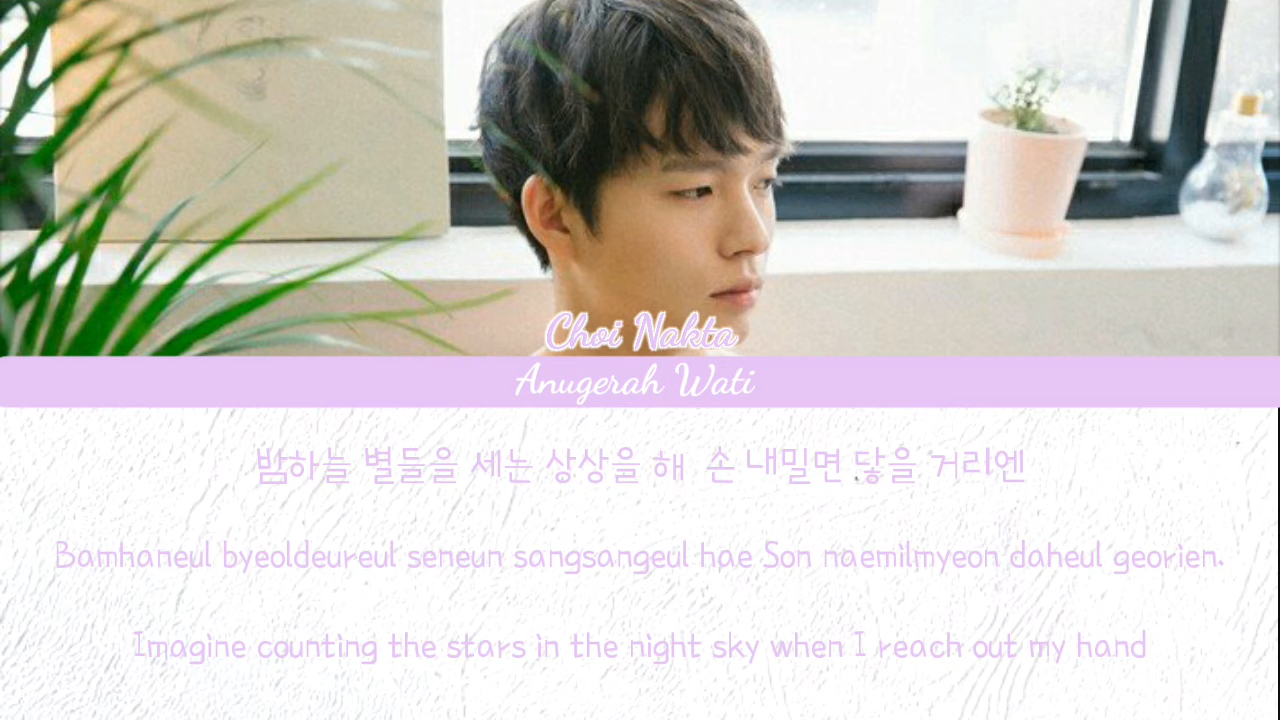 Choi Nakta
Anugerah Wati
밤하늘 별들을 세는 상상을 해 손 내밀면 닿을 거리엔
Bamhaneul byeoldeureul seneun sangsangeul hae Son naemilmyeon daheul georien.
Imagine counting the stars in the night sky when I reach out my hand